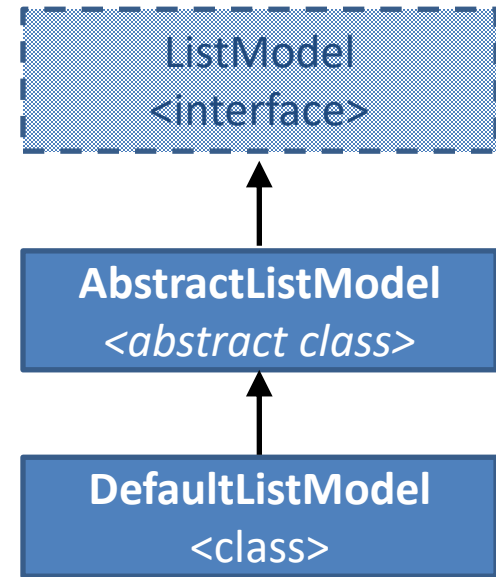 ListModel
<interface>
AbstractListModel
<abstract class>
DefaultListModel
<class>